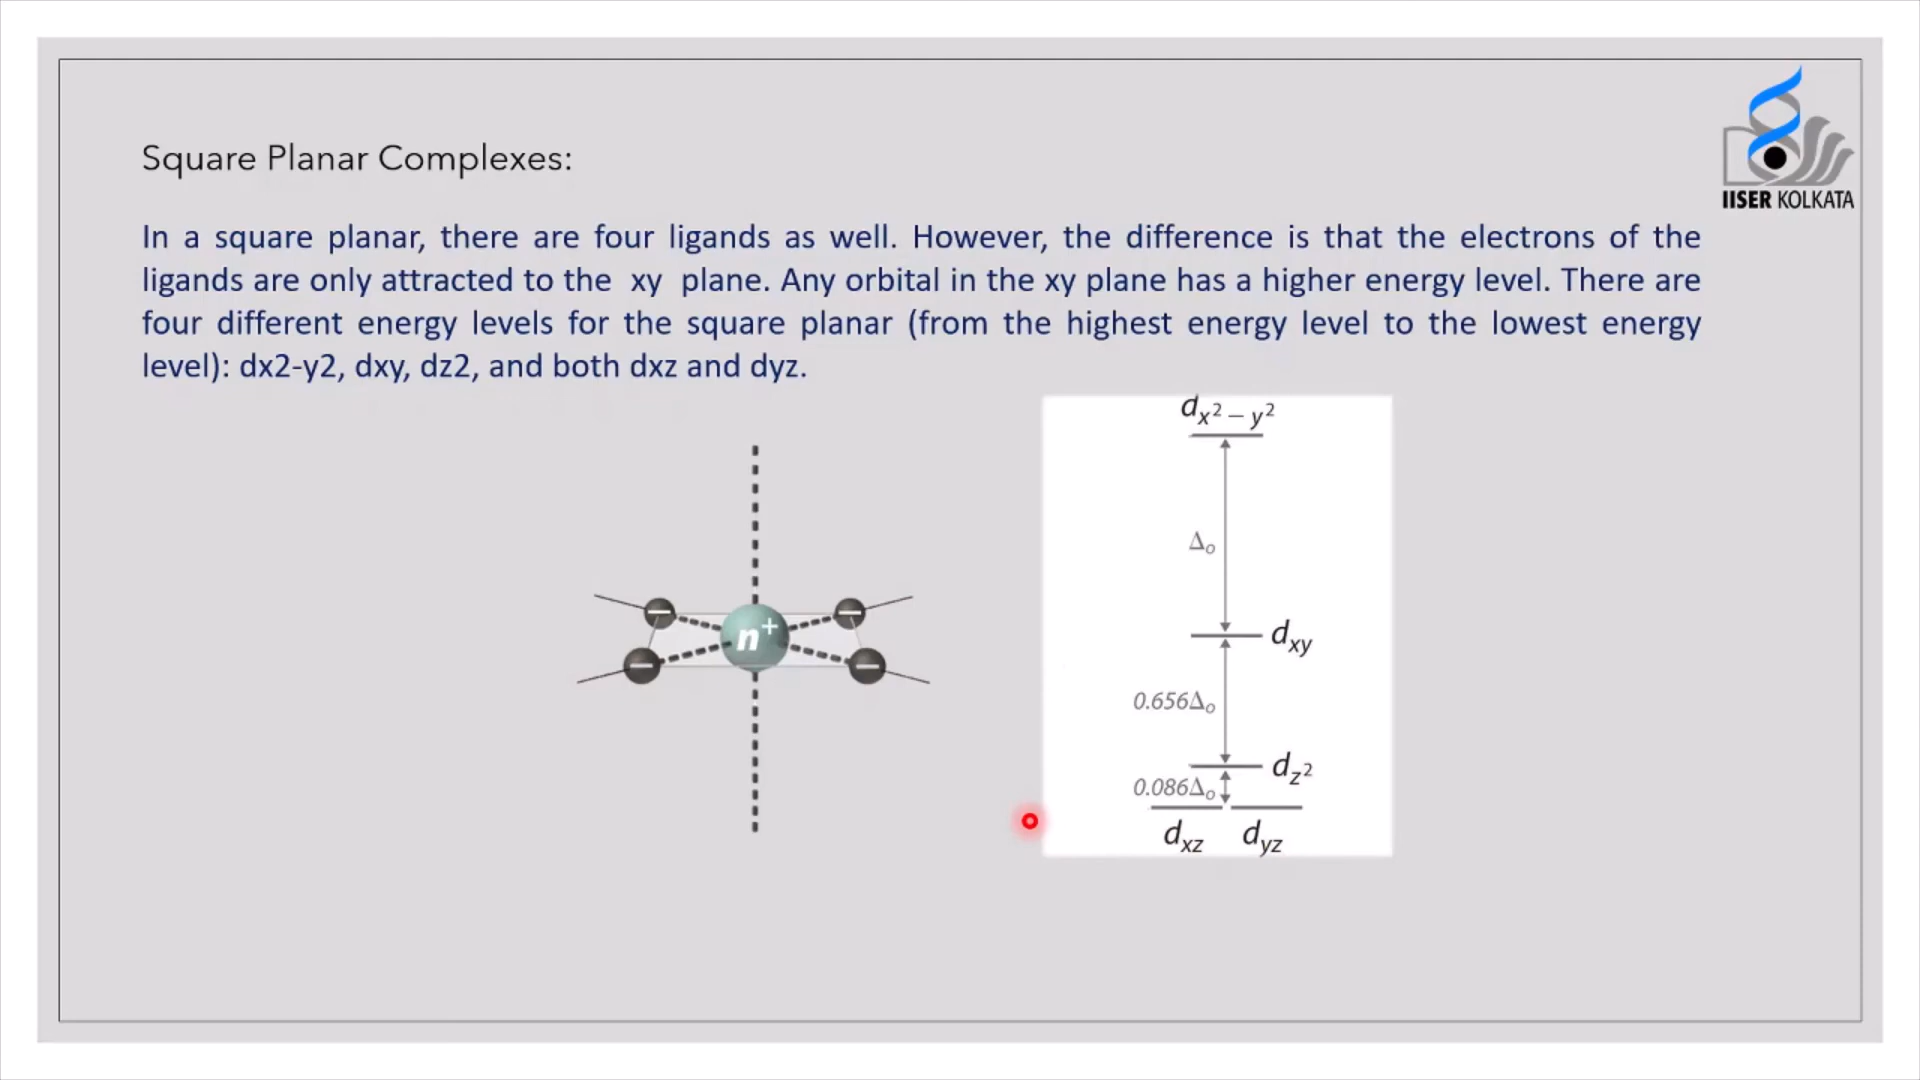 IISER KOLKATA
Square Planar Complexes:
In a square planar, there are four ligands as well. However, the difference is that the electrons of the
ligands are only attracted to the xy plane. Any orbital in the xy plane has a higher energy level. There are
four different energy levels for the square planar (from the highest energy level to the lowest energy
level): dx2-y2, dxy, dz2, and both dxz and dyz.
n⁺
− − − −
dx² − y²
Δo
dxy
0.656Δo
dz²
0.086Δo
dxz dyz